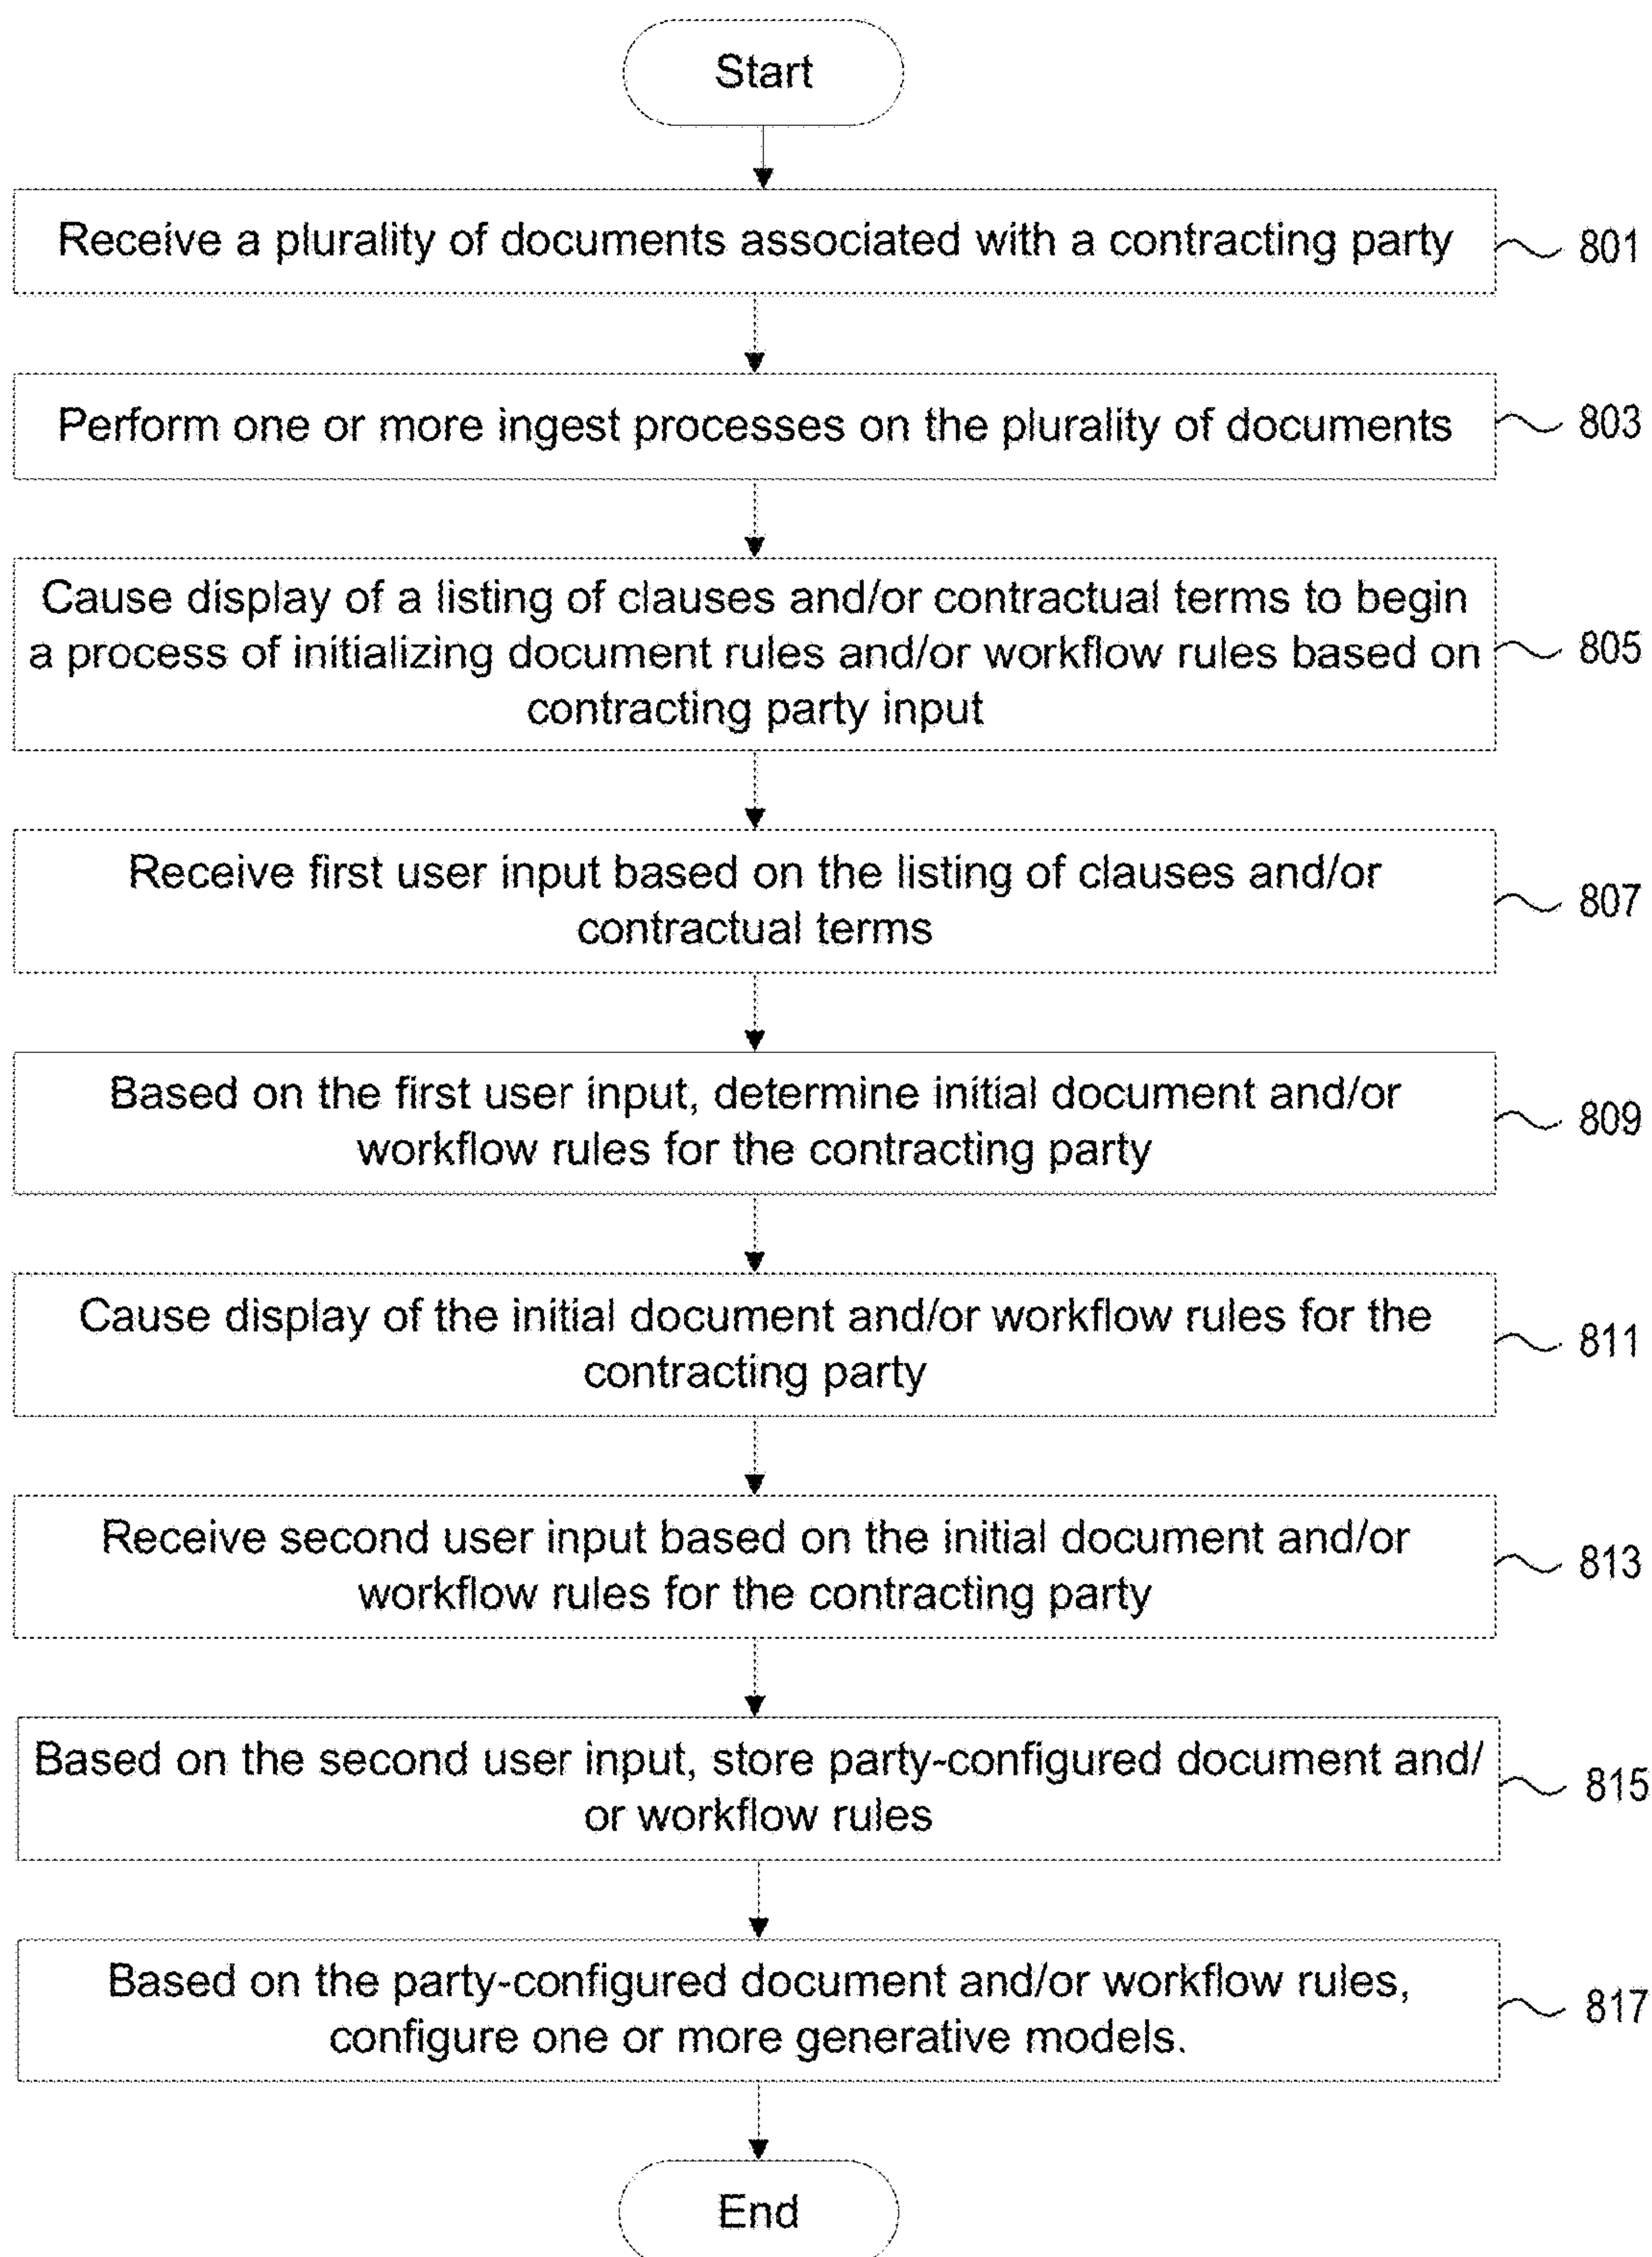 Start
Receive a plurality of documents associated with a contracting party
801
Perform one or more ingest processes on the plurality of documents
803
Cause display of a listing of clauses and/or contractual terms to begin
a process of initializing document rules and/or workflow rules based on
contracting party input
805
Receive first user input based on the listing of clauses and/or
contractual terms
807
Based on the first user input, determine initial document and/or
workflow rules for the contracting party
809
Cause display of the initial document and/or workflow rules for the
contracting party
811
Receive second user input based on the initial document and/or
workflow rules for the contracting party
813
Based on the second user input, store party-configured document and/
or workflow rules
815
Based on the party-configured document and/or workflow rules,
configure one or more generative models.
817
End